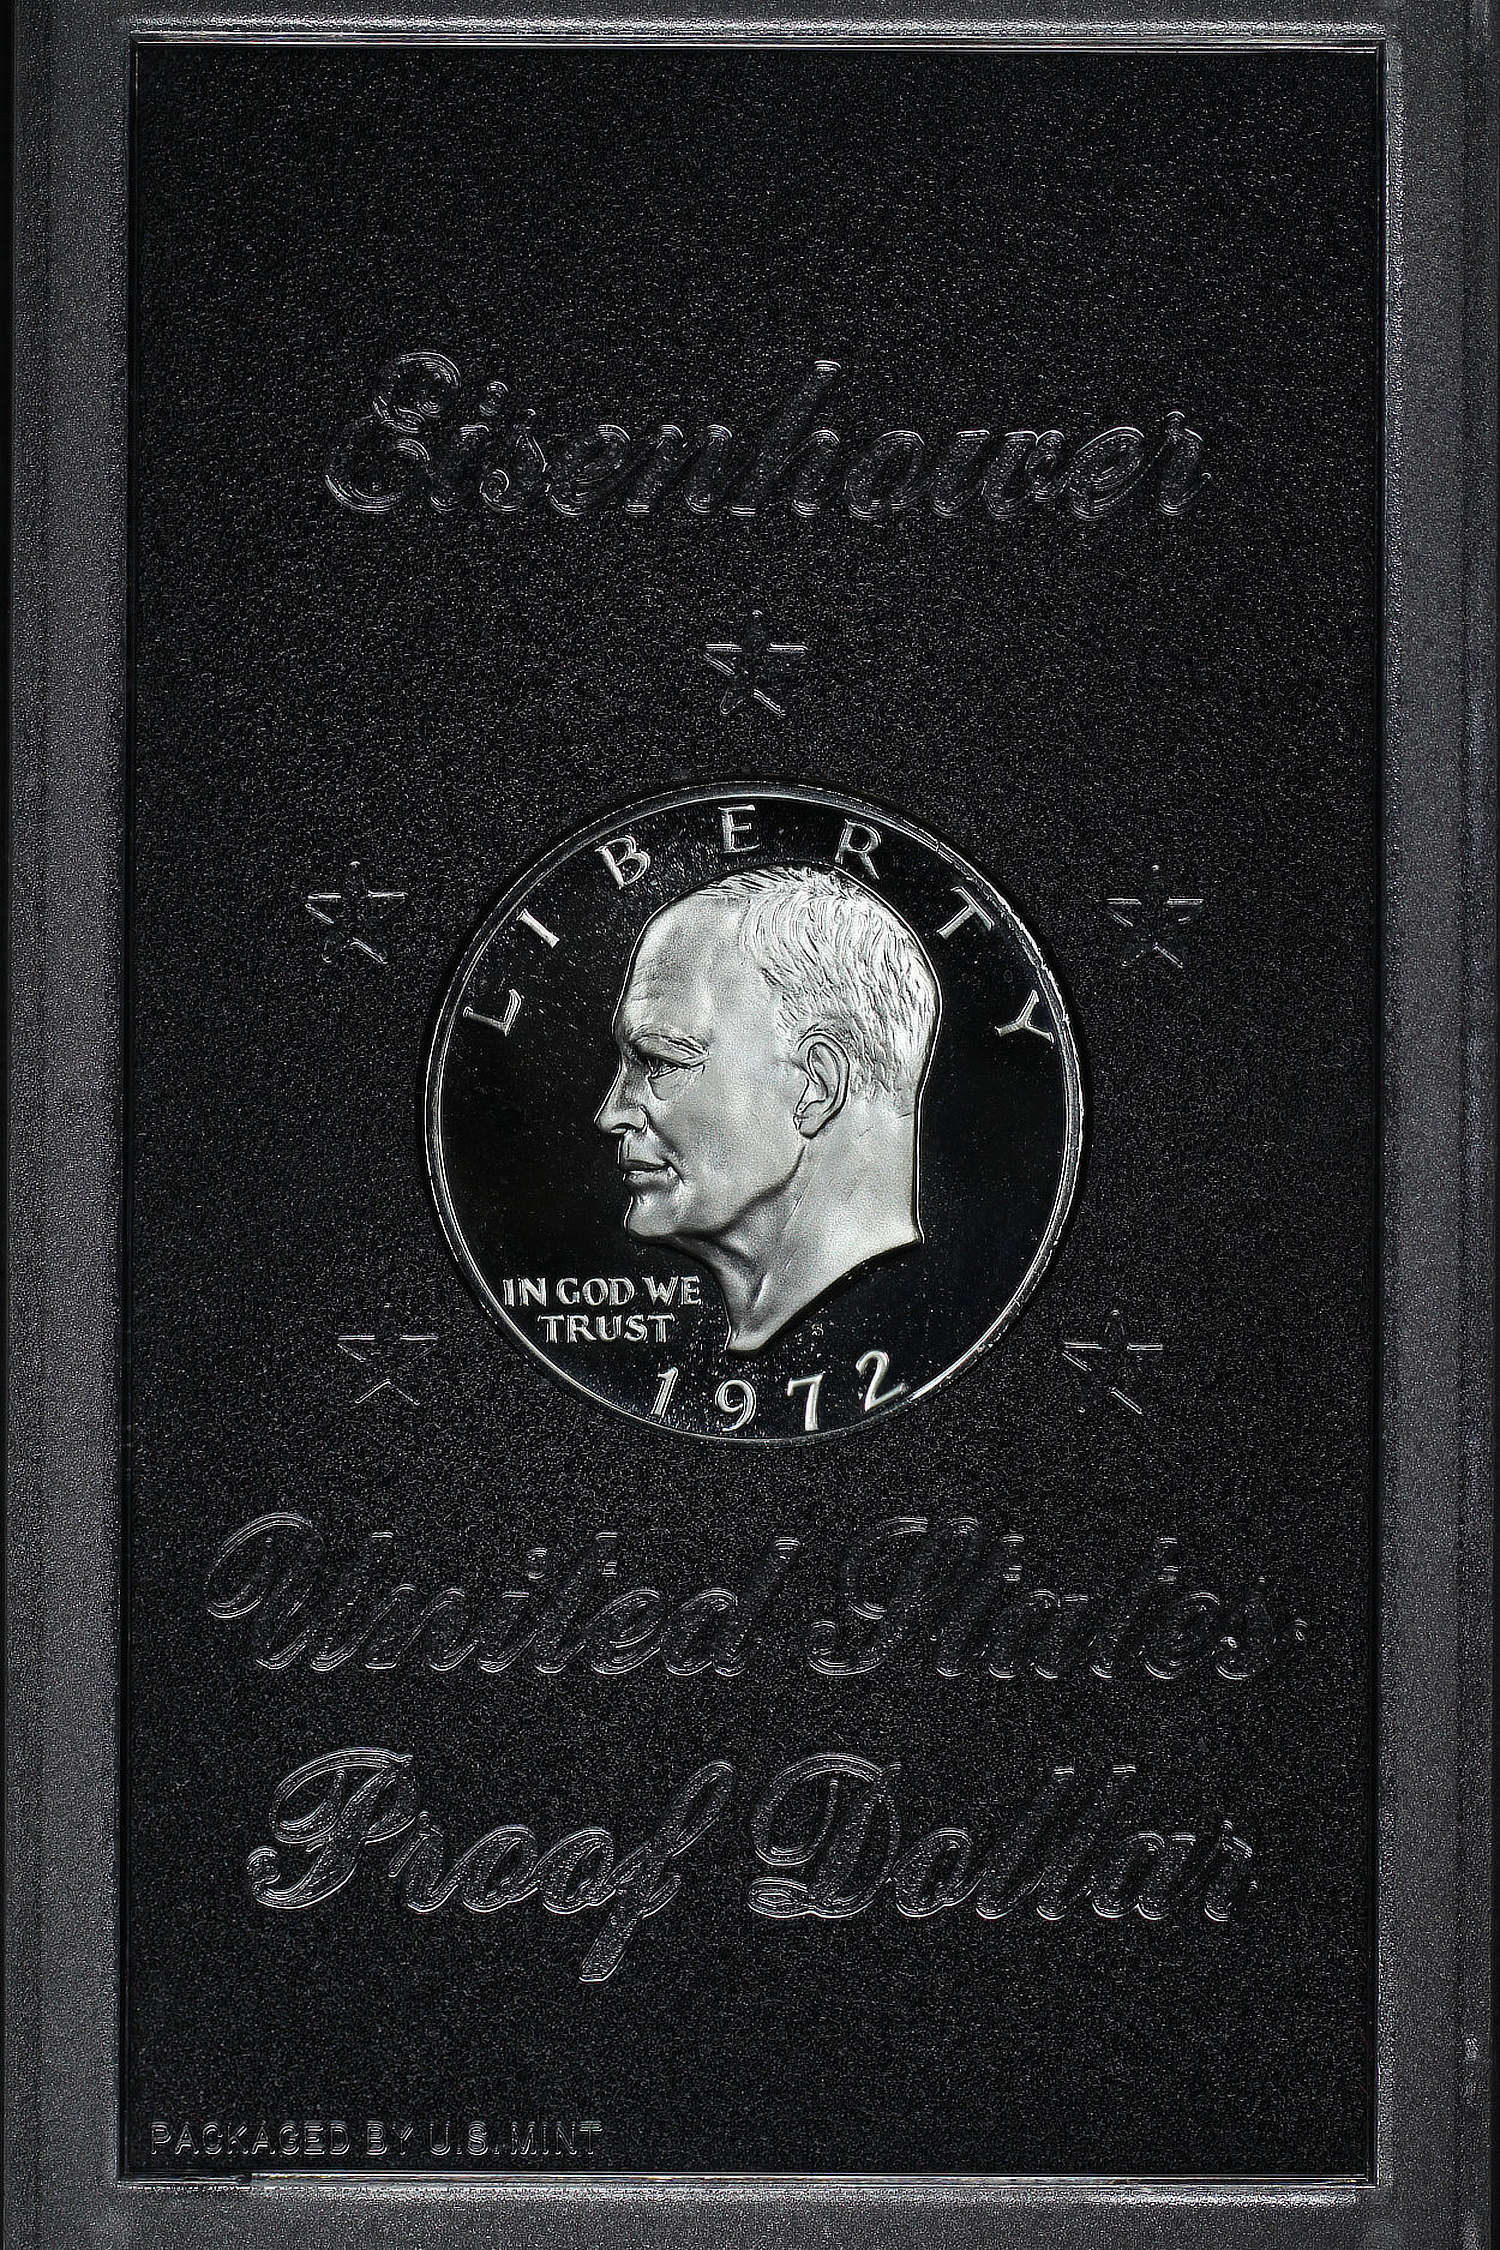 Eisenhower
LIBERTY
IN GOD WE
TRUST
S
1972
United States
Proof Dollar
PACKAGED BY U.S. MINT